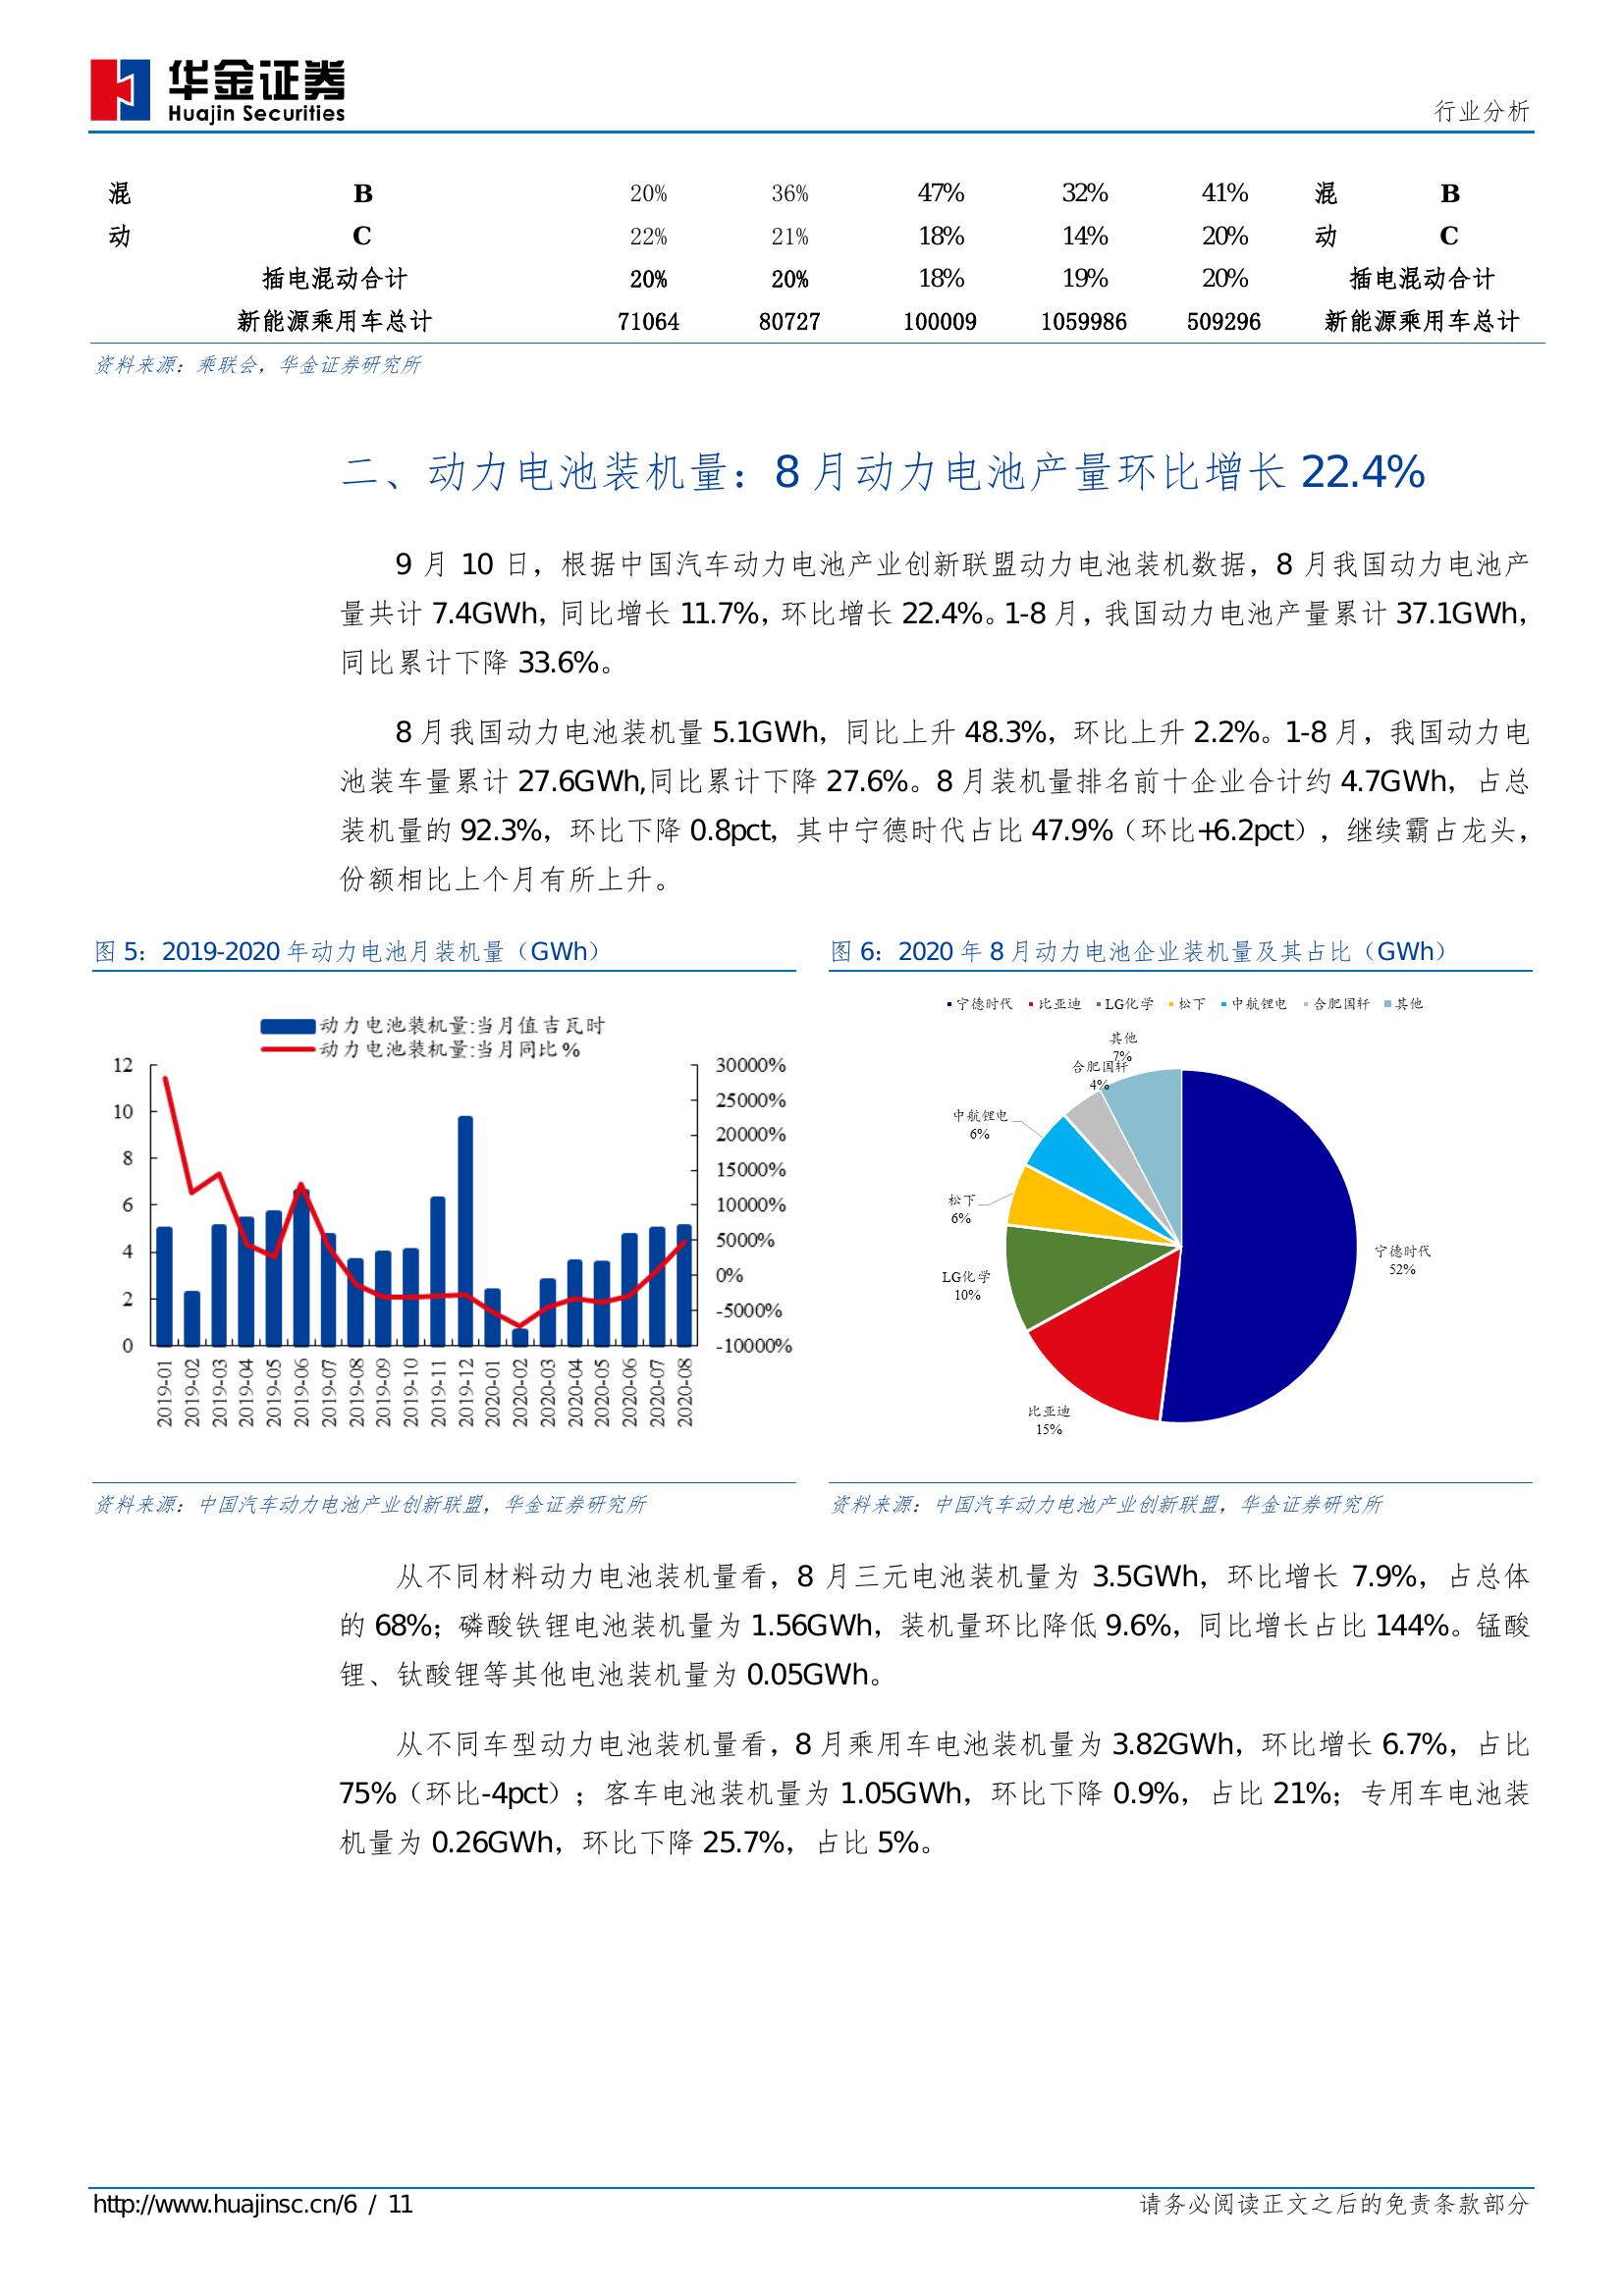 华金证券
Huajin Securities
行业分析
混 B 20% 36% 47% 32% 41% 混 B
动 C 22% 21% 18% 14% 20% 动 C
插电混动合计 20% 20% 18% 19% 20% 插电混动合计
新能源乘用车总计 71064 80727 100009 1059986 509296 新能源乘用车总计
资料来源：乘联会，华金证券研究所
二、动力电池装机量：8 月动力电池产量环比增长 22.4%
9 月 10 日，根据中国汽车动力电池产业创新联盟动力电池装机数据，8 月我国动力电池产
量共计 7.4GWh，同比增长 11.7%，环比增长 22.4%。1-8 月，我国动力电池产量累计 37.1GWh，
同比累计下降 33.6%。
8 月我国动力电池装机量 5.1GWh，同比上升 48.3%，环比上升 2.2%。1-8 月，我国动力电
池装车量累计 27.6GWh,同比累计下降 27.6%。8 月装机量排名前十企业合计约 4.7GWh，占总
装机量的 92.3%，环比下降 0.8pct，其中宁德时代占比 47.9%（环比+6.2pct），继续霸占龙头，
份额相比上个月有所上升。
图 5：2019-2020 年动力电池月装机量（GWh）
动力电池装机量:当月值 吉瓦时
动力电池装机量:当月同比 %
12
10
8
6
4
2
0
30000%
25000%
20000%
15000%
10000%
5000%
0%
-5000%
-10000%
2019-01
2019-02
2019-03
2019-04
2019-05
2019-06
2019-07
2019-08
2019-09
2019-10
2019-11
2019-12
2020-01
2020-02
2020-03
2020-04
2020-05
2020-06
2020-07
2020-08
资料来源：中国汽车动力电池产业创新联盟，华金证券研究所
图 6：2020 年 8 月动力电池企业装机量及其占比（GWh）
宁德时代 比亚迪 LG化学 松下 中航锂电 合肥国轩 其他
其他
7%
合肥国轩
4%
中航锂电
6%
松下
6%
LG化学
10%
比亚迪
15%
宁德时代
52%
资料来源：中国汽车动力电池产业创新联盟，华金证券研究所
从不同材料动力电池装机量看，8 月三元电池装机量为 3.5GWh，环比增长 7.9%，占总体
的 68%；磷酸铁锂电池装机量为 1.56GWh，装机量环比降低 9.6%，同比增长占比 144%。锰酸
锂、钛酸锂等其他电池装机量为 0.05GWh。
从不同车型动力电池装机量看，8 月乘用车电池装机量为 3.82GWh，环比增长 6.7%，占比
75%（环比-4pct）；客车电池装机量为 1.05GWh，环比下降 0.9%，占比 21%；专用车电池装
机量为 0.26GWh，环比下降 25.7%，占比 5%。
http://www.huajinsc.cn/6 / 11
请务必阅读正文之后的免责条款部分